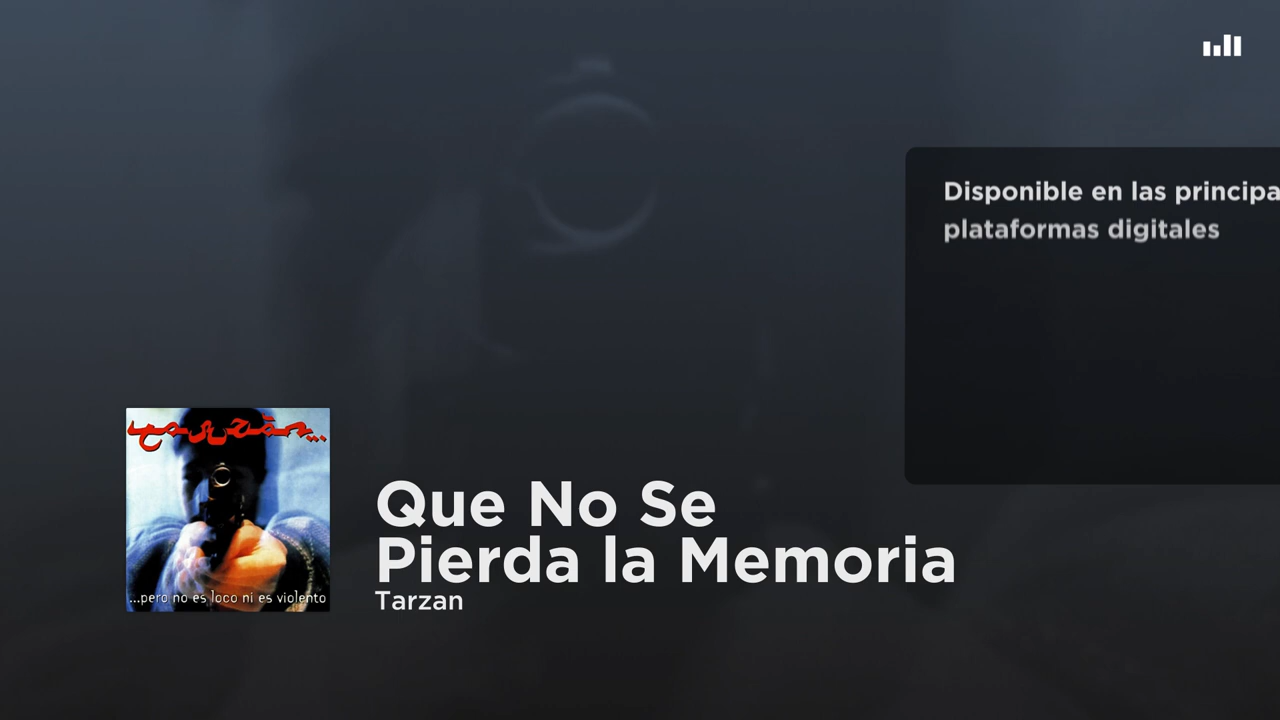 Disponible en las principa
plataformas digitales
Tarzán...
...pero no es loco ni es violento
Que No Se
Pierda la Memoria
Tarzan